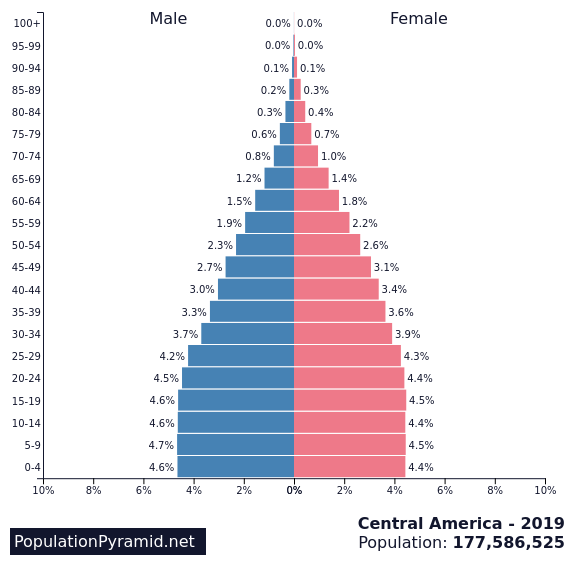 Male Female
100+ 0.0% 0.0%
95-99 0.0% 0.0%
90-94 0.1% 0.1%
85-89 0.2% 0.3%
80-84 0.3% 0.4%
75-79 0.6% 0.7%
70-74 0.8% 1.0%
65-69 1.2% 1.4%
60-64 1.5% 1.8%
55-59 1.9% 2.2%
50-54 2.3% 2.6%
45-49 2.7% 3.1%
40-44 3.0% 3.4%
35-39 3.3% 3.6%
30-34 3.7% 3.9%
25-29 4.2% 4.3%
20-24 4.5% 4.4%
15-19 4.6% 4.5%
10-14 4.6% 4.4%
5-9 4.7% 4.5%
0-4 4.6% 4.4%
10% 8% 6% 4% 2% 0% 2% 4% 6% 8% 10%
Central America - 2019
PopulationPyramid.net Population: 177,586,525